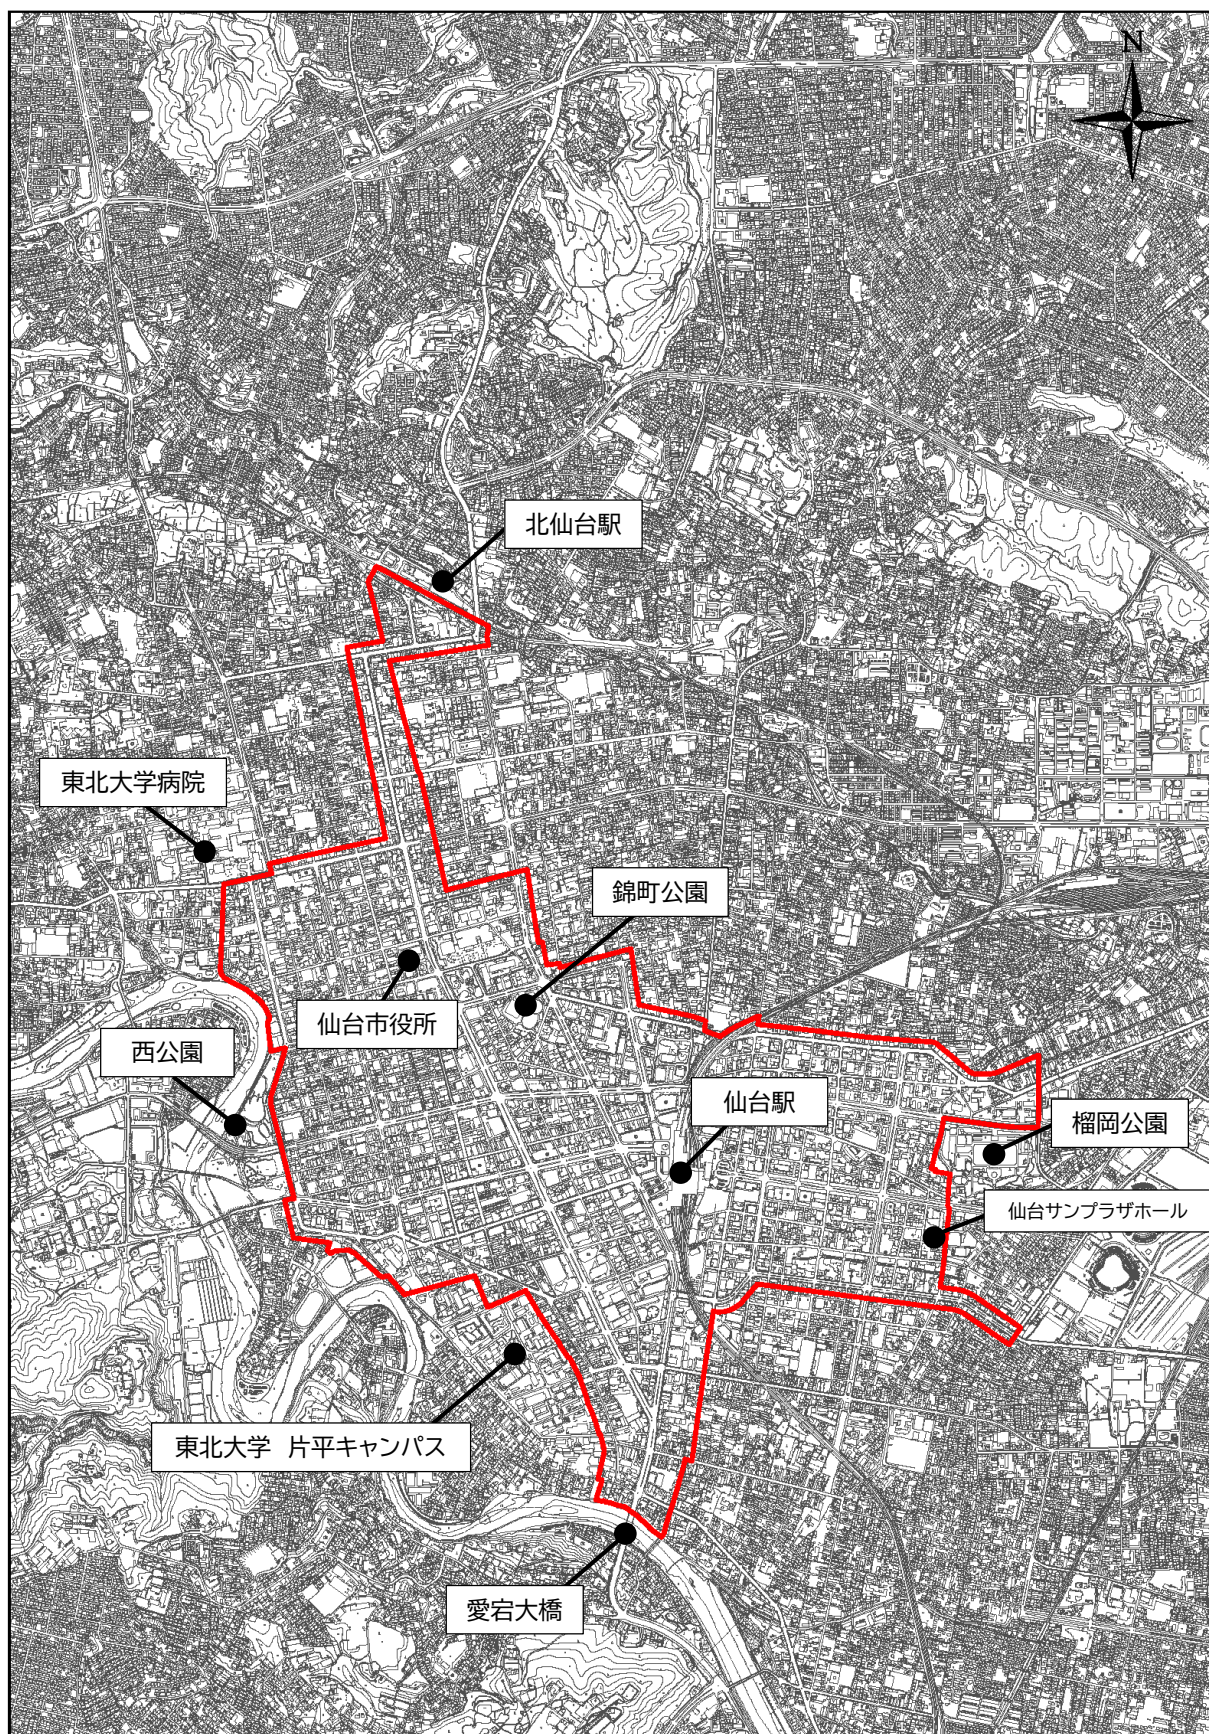 N
北仙台駅
東北大学病院
錦町公園
仙台市役所
西公園
仙台駅
榴岡公園
仙台サンプラザホール
東北大学　片平キャンパス
愛宕大橋